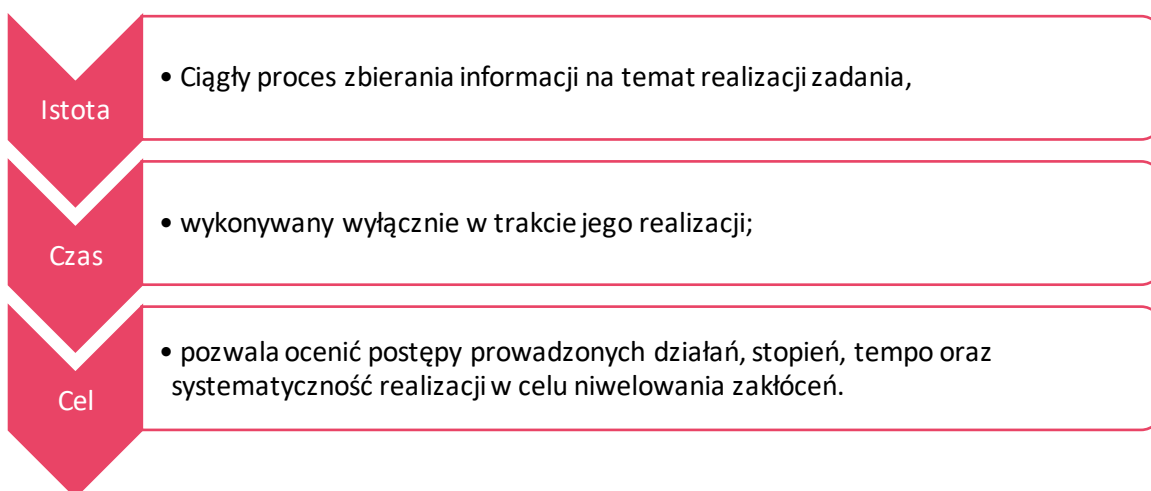 Istota
• Ciągły proces zbierania informacji na temat realizacji zadania,
Czas
• wykonywany wyłącznie w trakcie jego realizacji;
Cel
• pozwala ocenić postępy prowadzonych działań, stopień, tempo oraz
systematyczność realizacji w celu niwelowania zakłóceń.